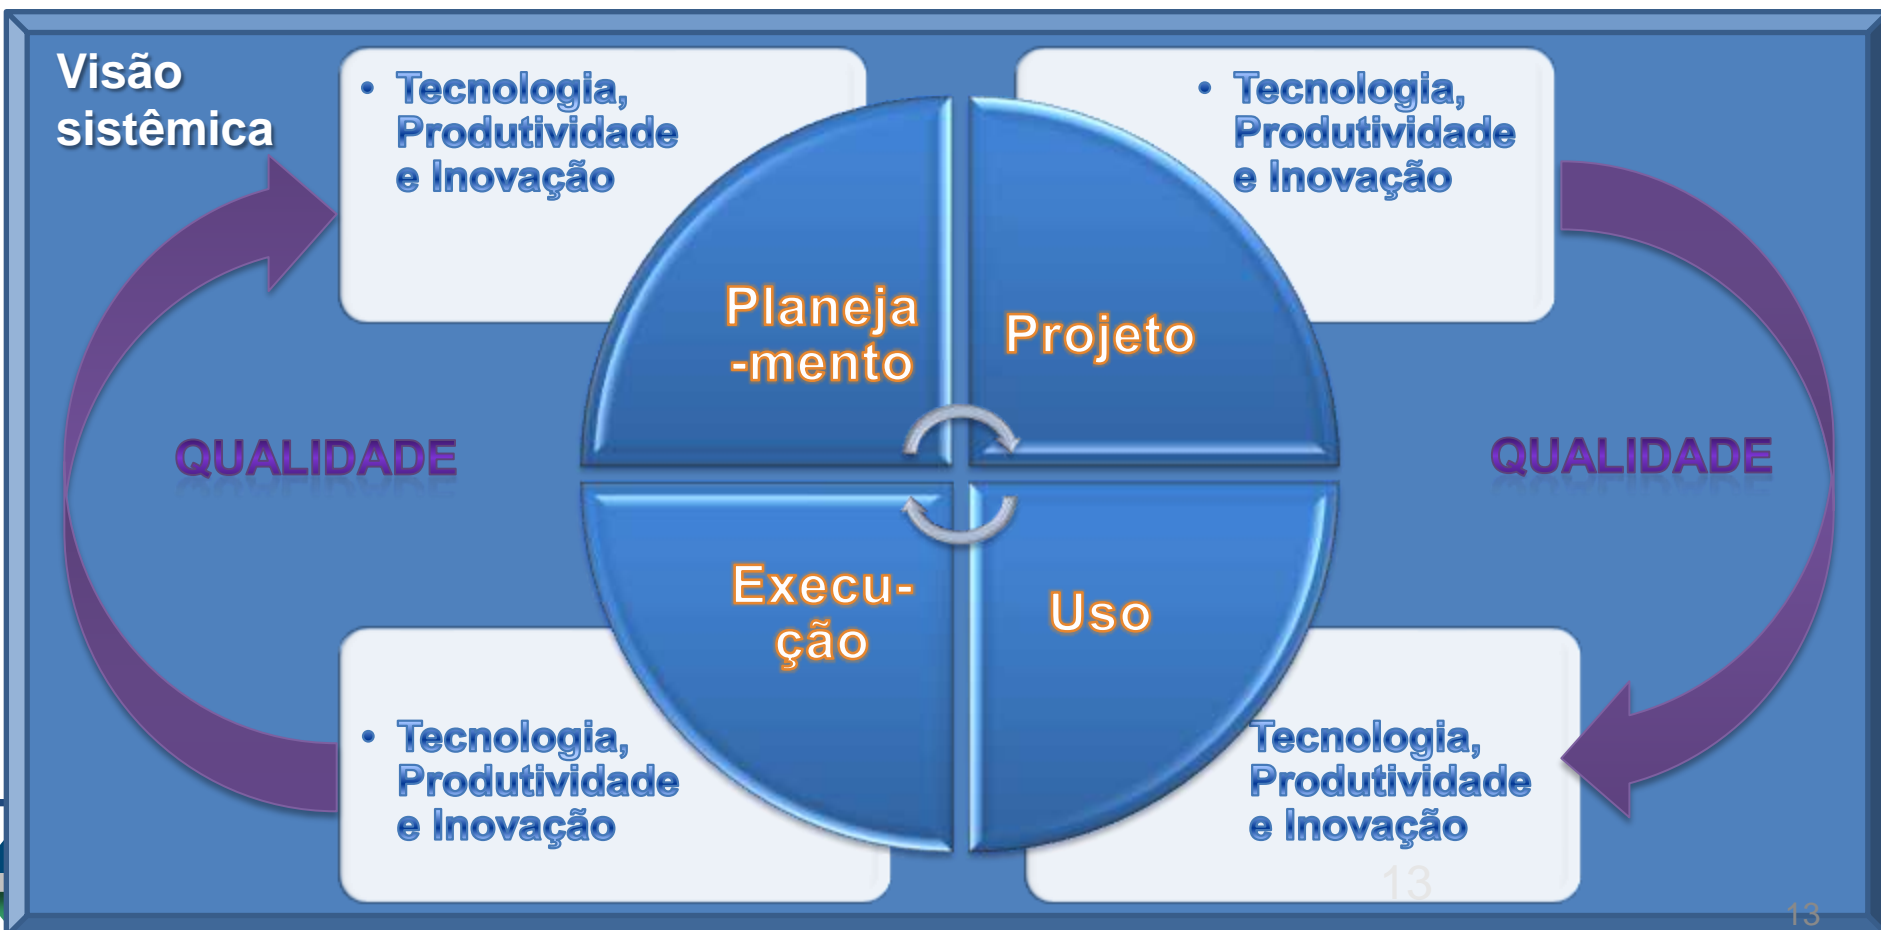 Visão
sistêmica
• Tecnologia,
Produtividade
e Inovação
• Tecnologia,
Produtividade
e Inovação
Planeja
-mento
Projeto
QUALIDADE
QUALIDADE
Execu-
ção
Uso
• Tecnologia,
Produtividade
e Inovação
Tecnologia,
Produtividade
e Inovação
13
13